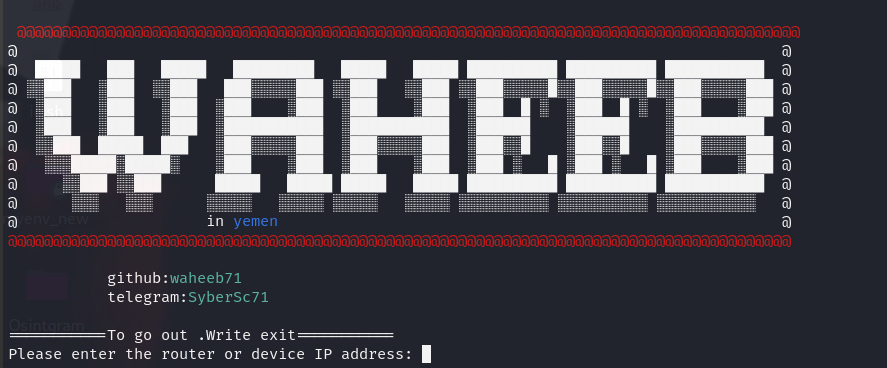 @@@@@@@@@@@@@@@@@@@@@@@@@@@@@@@@@@@@@@@@@@@@@@@@@@@@@@@@@@@@@@@@@@@@@@@@@@@@@@@@@@@@@@@
@ @
@ @
@ @
@ WAHEEB @
@ @
@ @
@ @
@ @
@ @
@ in yemen @
@@@@@@@@@@@@@@@@@@@@@@@@@@@@@@@@@@@@@@@@@@@@@@@@@@@@@@@@@@@@@@@@@@@@@@@@@@@@@@@@@@@@@@@
github:waheeb71
telegram:SyberSc71
===========To go out .Write exit===========
Please enter the router or device IP address: